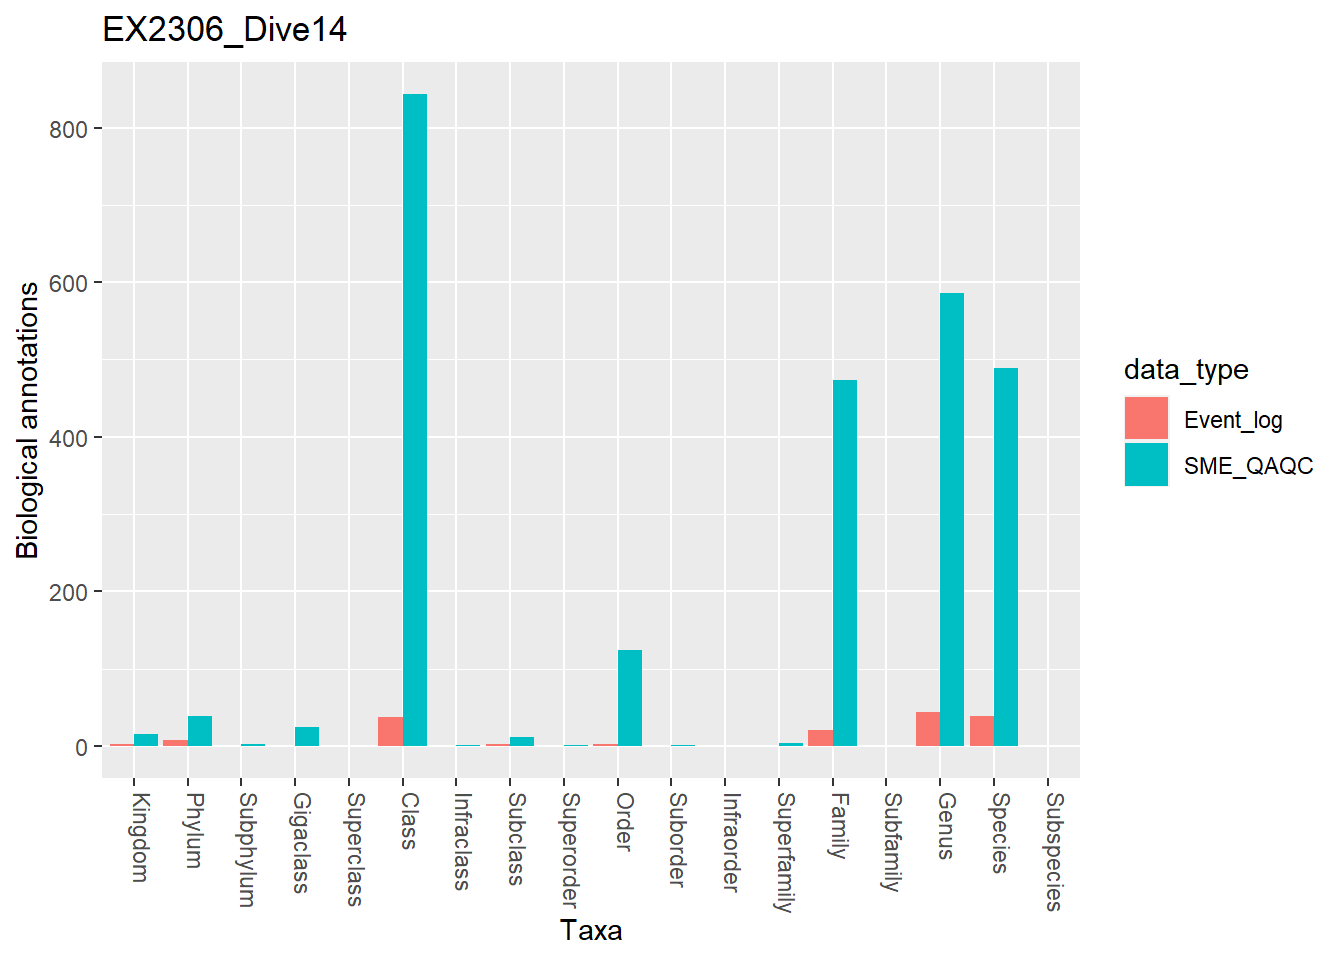 EX2306_Dive14
Biological annotations
800
600
400
200
0
Kingdom
Phylum
Subphylum
Gigaclass
Superclass
Class
Infraclass
Subclass
Superorder
Order
Suborder
Infraorder
Superfamily
Family
Subfamily
Genus
Species
Subspecies
Taxa
data_type
Event_log
SME_QAQC